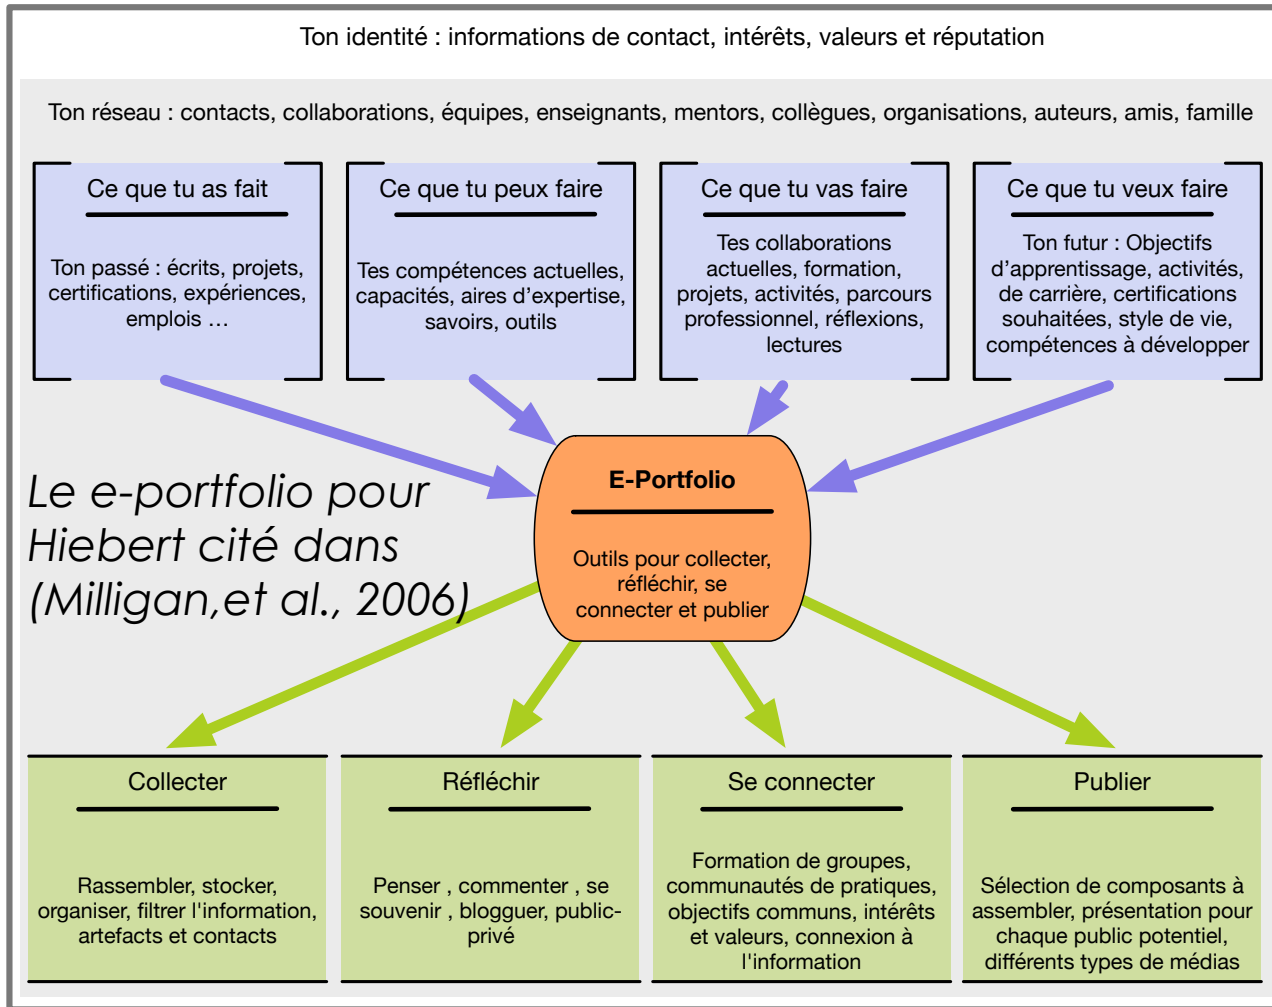 Ton identité : informations de contact, intérêts, valeurs et réputation
Ton réseau : contacts, collaborations, équipes, enseignants, mentors, collègues, organisations, auteurs, amis, famille
Ce que tu as fait
Ton passé : écrits, projets,
certifications, expériences,
emplois …
Ce que tu peux faire
Tes compétences actuelles,
capacités, aires d’expertise,
savoirs, outils
Ce que tu vas faire
Tes collaborations
actuelles, formation,
projets, activités, parcours
professionnel, réflexions,
lectures
Ce que tu veux faire
Ton futur : Objectifs
d’apprentissage, activités,
de carrière, certifications
souhaitées, style de vie,
compétences à développer
Le e-portfolio pour
Hiebert cité dans
(Milligan,et al., 2006)
E-Portfolio
Outils pour collecter,
réfléchir, se
connecter et publier
Collecter
Rassembler, stocker,
organiser, filtrer l'information,
artefacts et contacts
Réfléchir
Penser , commenter , se
souvenir , blogguer, public-
privé
Se connecter
Formation de groupes,
communautés de pratiques,
objectifs communs, intérêts
et valeurs, connexion à
l'information
Publier
Sélection de composants à
assembler, présentation pour
chaque public potentiel,
différents types de médias